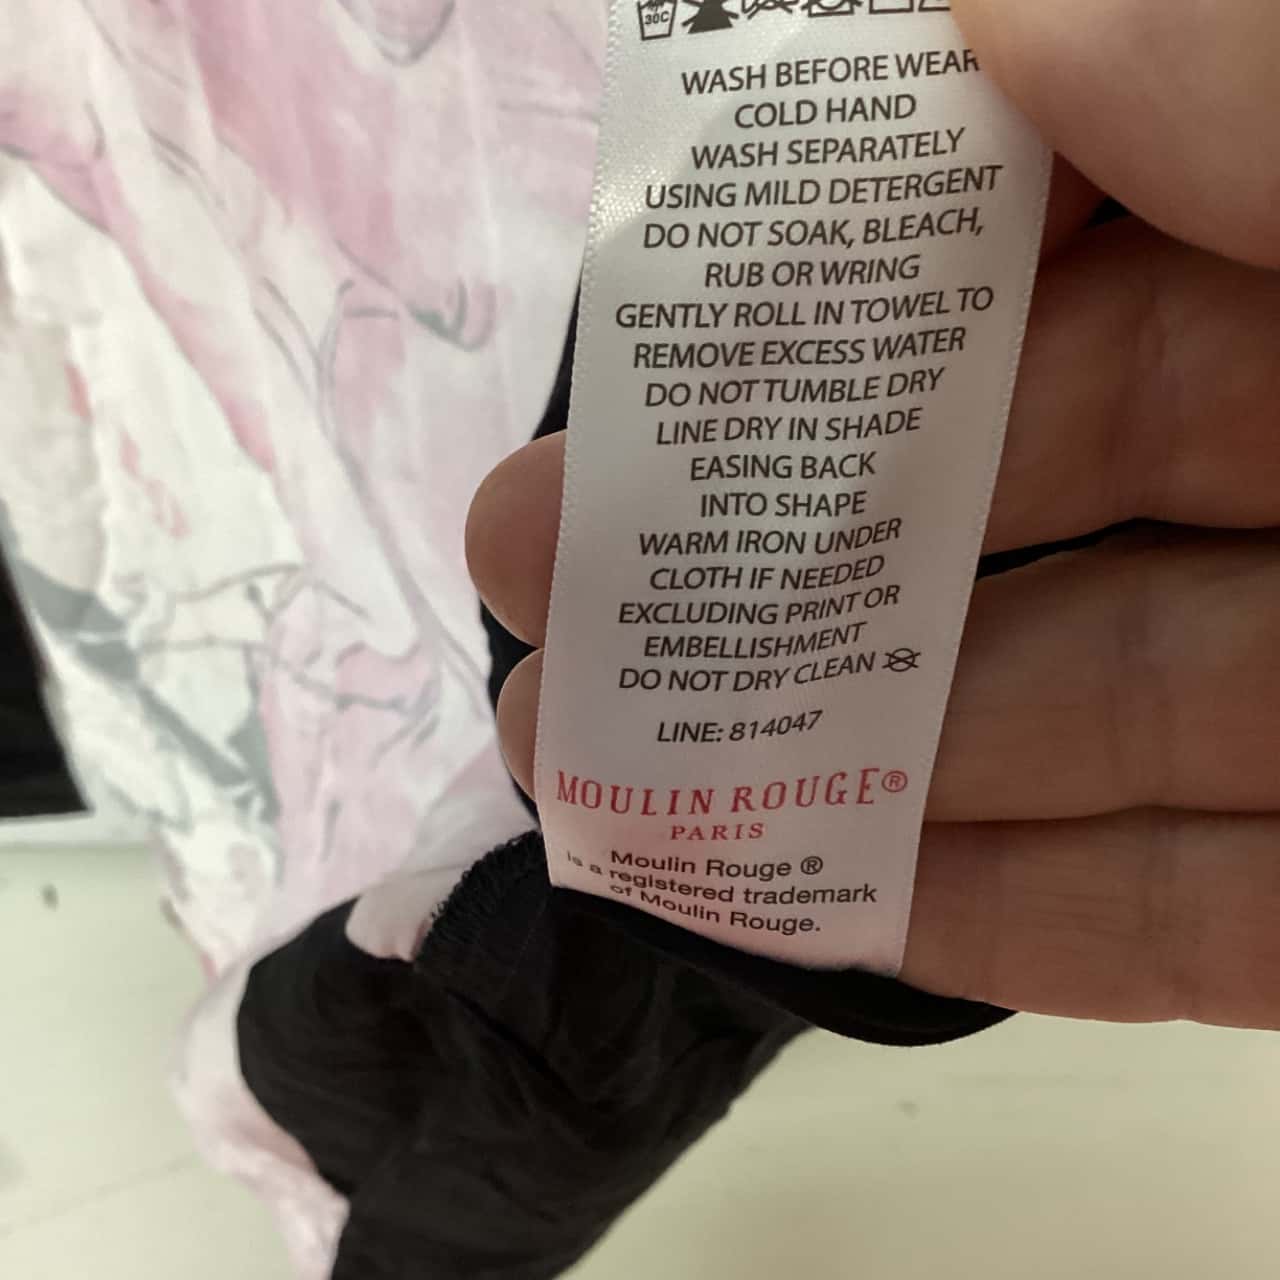 30C
WASH BEFORE WEAR
COLD HAND
WASH SEPARATELY
USING MILD DETERGENT
DO NOT SOAK, BLEACH,
RUB OR WRING
GENTLY ROLL IN TOWEL TO
REMOVE EXCESS WATER
DO NOT TUMBLE DRY
LINE DRY IN SHADE
EASING BACK
INTO SHAPE
WARM IRON UNDER
CLOTH IF NEEDED
EXCLUDING PRINT OR
EMBELLISHMENT
DO NOT DRY CLEAN
LINE: 814047
MOULIN ROUGE®
PARIS
Moulin Rouge ®
is a registered trademark
of Moulin Rouge.